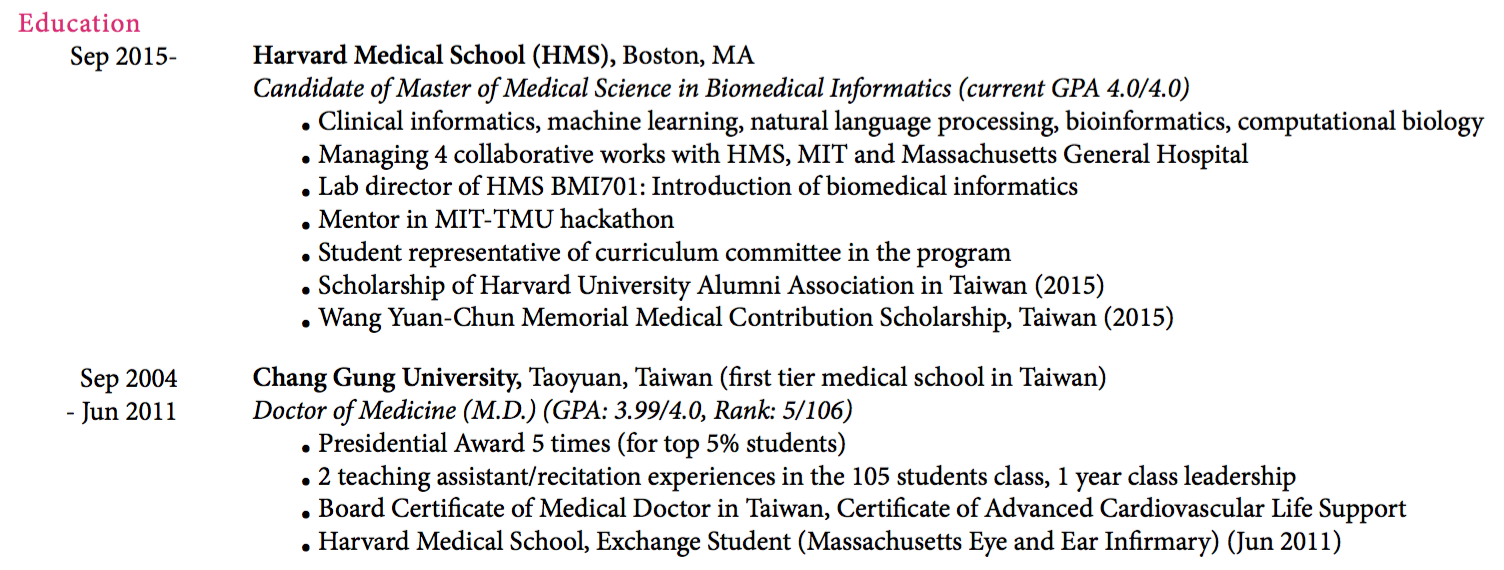 Education
Sep 2015-
Harvard Medical School (HMS), Boston, MA
Candidate of Master of Medical Science in Biomedical Informatics (current GPA 4.0/4.0)
• Clinical informatics, machine learning, natural language processing, bioinformatics, computational biology
• Managing 4 collaborative works with HMS, MIT and Massachusetts General Hospital
• Lab director of HMS BMI701: Introduction of biomedical informatics
• Mentor in MIT-TMU hackathon
• Student representative of curriculum committee in the program
• Scholarship of Harvard University Alumni Association in Taiwan (2015)
• Wang Yuan-Chun Memorial Medical Contribution Scholarship, Taiwan (2015)
Sep 2004
- Jun 2011
Chang Gung University, Taoyuan, Taiwan (first tier medical school in Taiwan)
Doctor of Medicine (M.D.) (GPA: 3.99/4.0, Rank: 5/106)
• Presidential Award 5 times (for top 5% students)
• 2 teaching assistant/recitation experiences in the 105 students class, 1 year class leadership
• Board Certificate of Medical Doctor in Taiwan, Certificate of Advanced Cardiovascular Life Support
• Harvard Medical School, Exchange Student (Massachusetts Eye and Ear Infirmary) (Jun 2011)